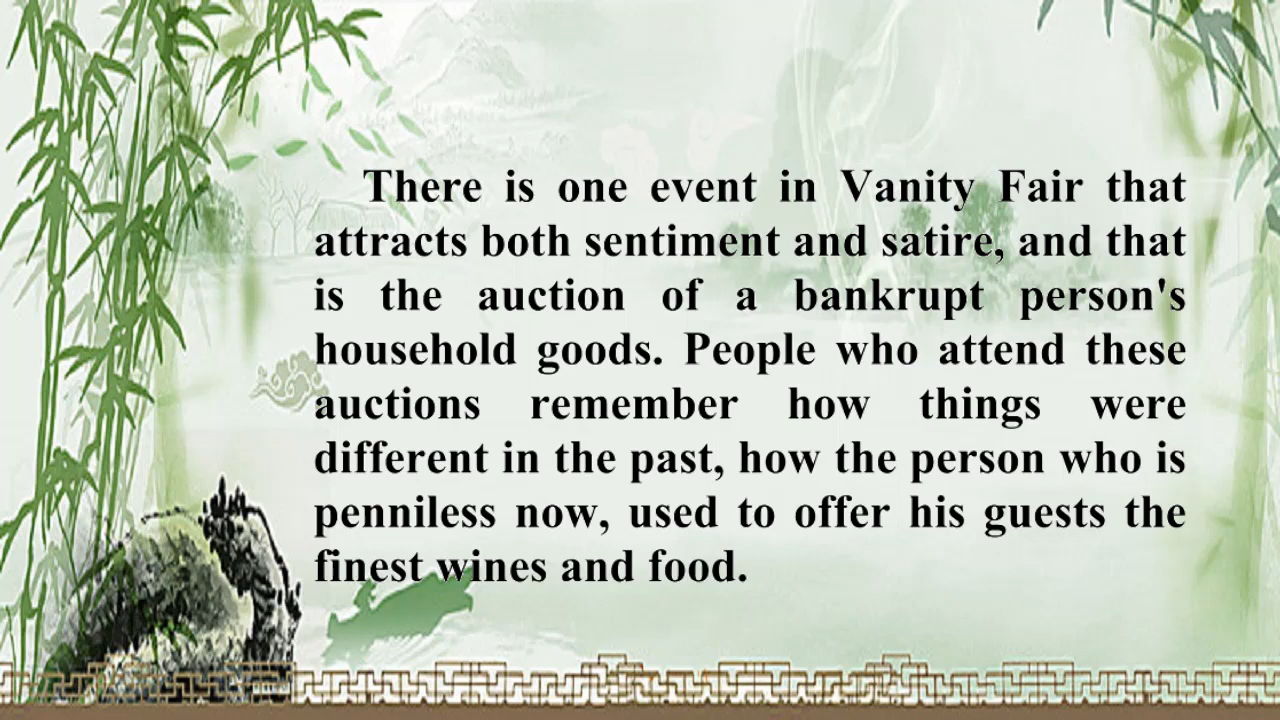 There is one event in Vanity Fair that
attracts both sentiment and satire, and that
is the auction of a bankrupt person's
household goods. People who attend these
auctions remember how things were
different in the past, how the person who is
penniless now, used to offer his guests the
finest wines and food.